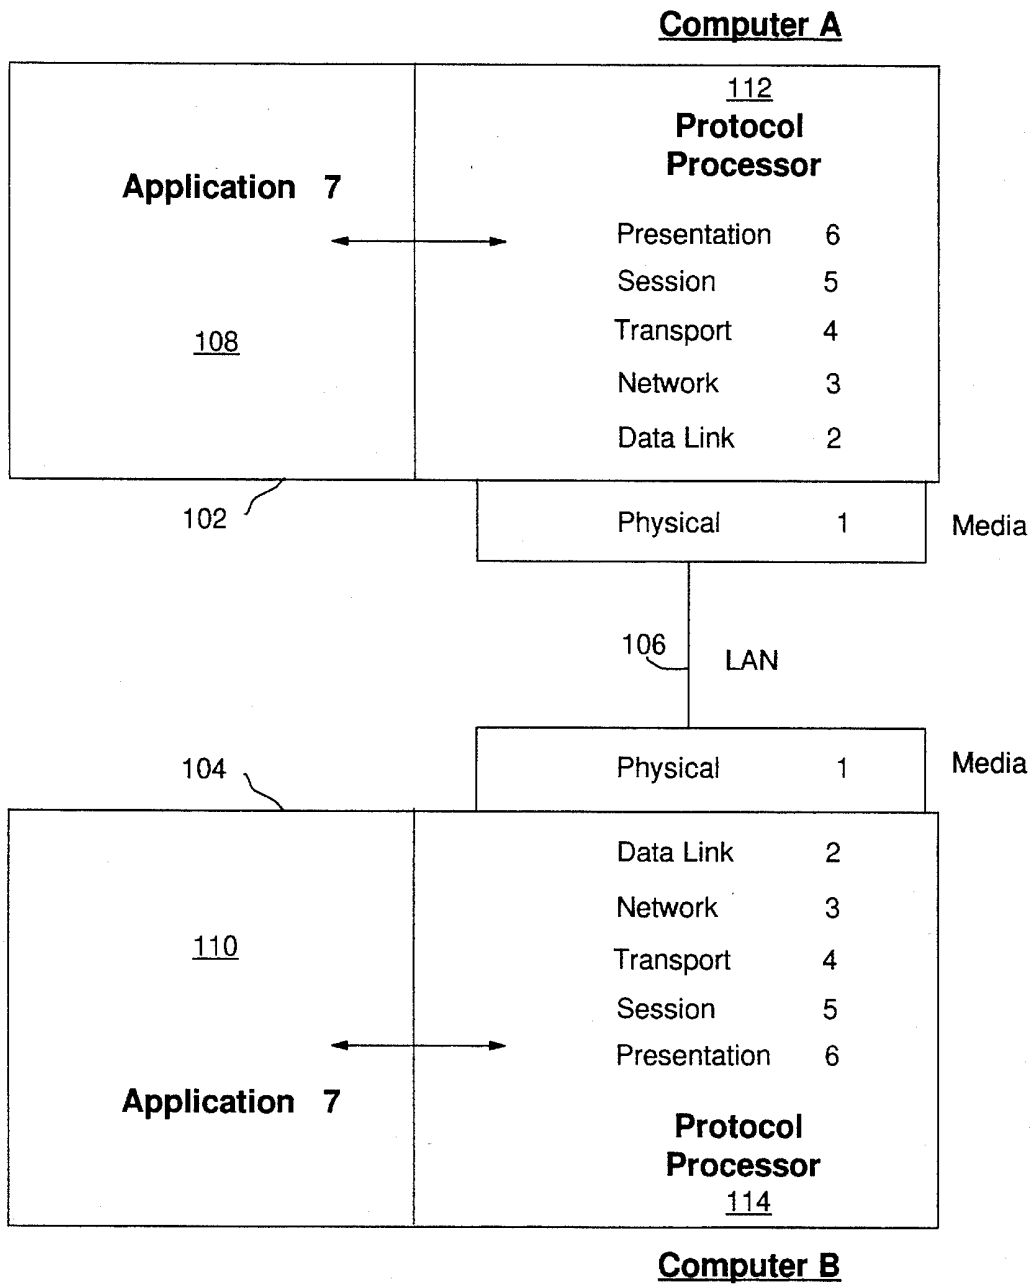 Computer A
112
Protocol
Processor
Application 7
Presentation 6
Session 5
108
Transport 4
Network 3
Data Link 2
102
Physical 1
Media
106
LAN
104
Physical 1
Media
Data Link 2
Network 3
110
Transport 4
Session 5
Presentation 6
Application 7
Protocol
Processor
114
Computer B